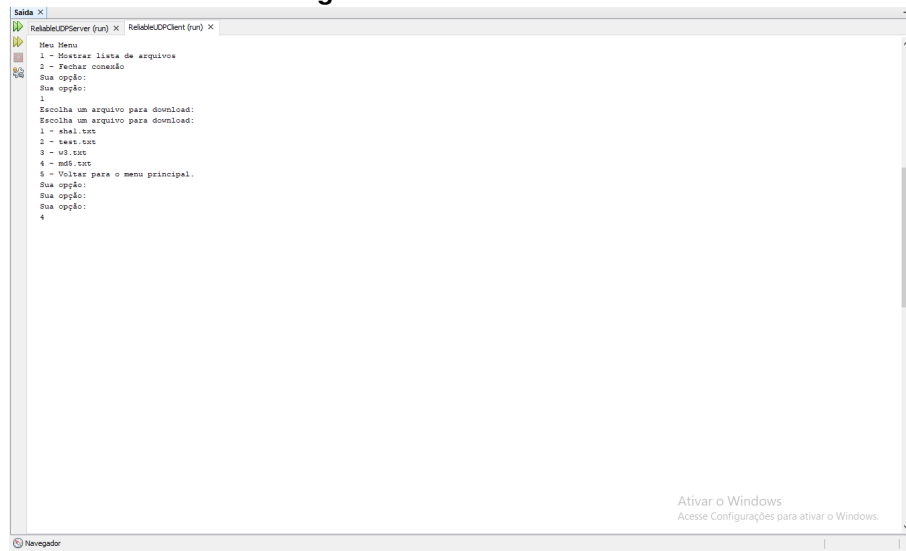 Saída
ReliableUDPServer (run) ReliableUDPClient (run)
Meu Menu
1 - Mostrar lista de arquivos
2 - Fechar conexão
Sua opção:
Sua opção:
1
Escolha um arquivo para download:
Escolha um arquivo para download:
1 - sha1.txt
2 - test.txt
3 - w3.txt
4 - md5.txt
5 - Voltar para o menu principal.
Sua opção:
Sua opção:
Sua opção:
4
Ativar o Windows
Acesse Configurações para ativar o Windows.
Navegador